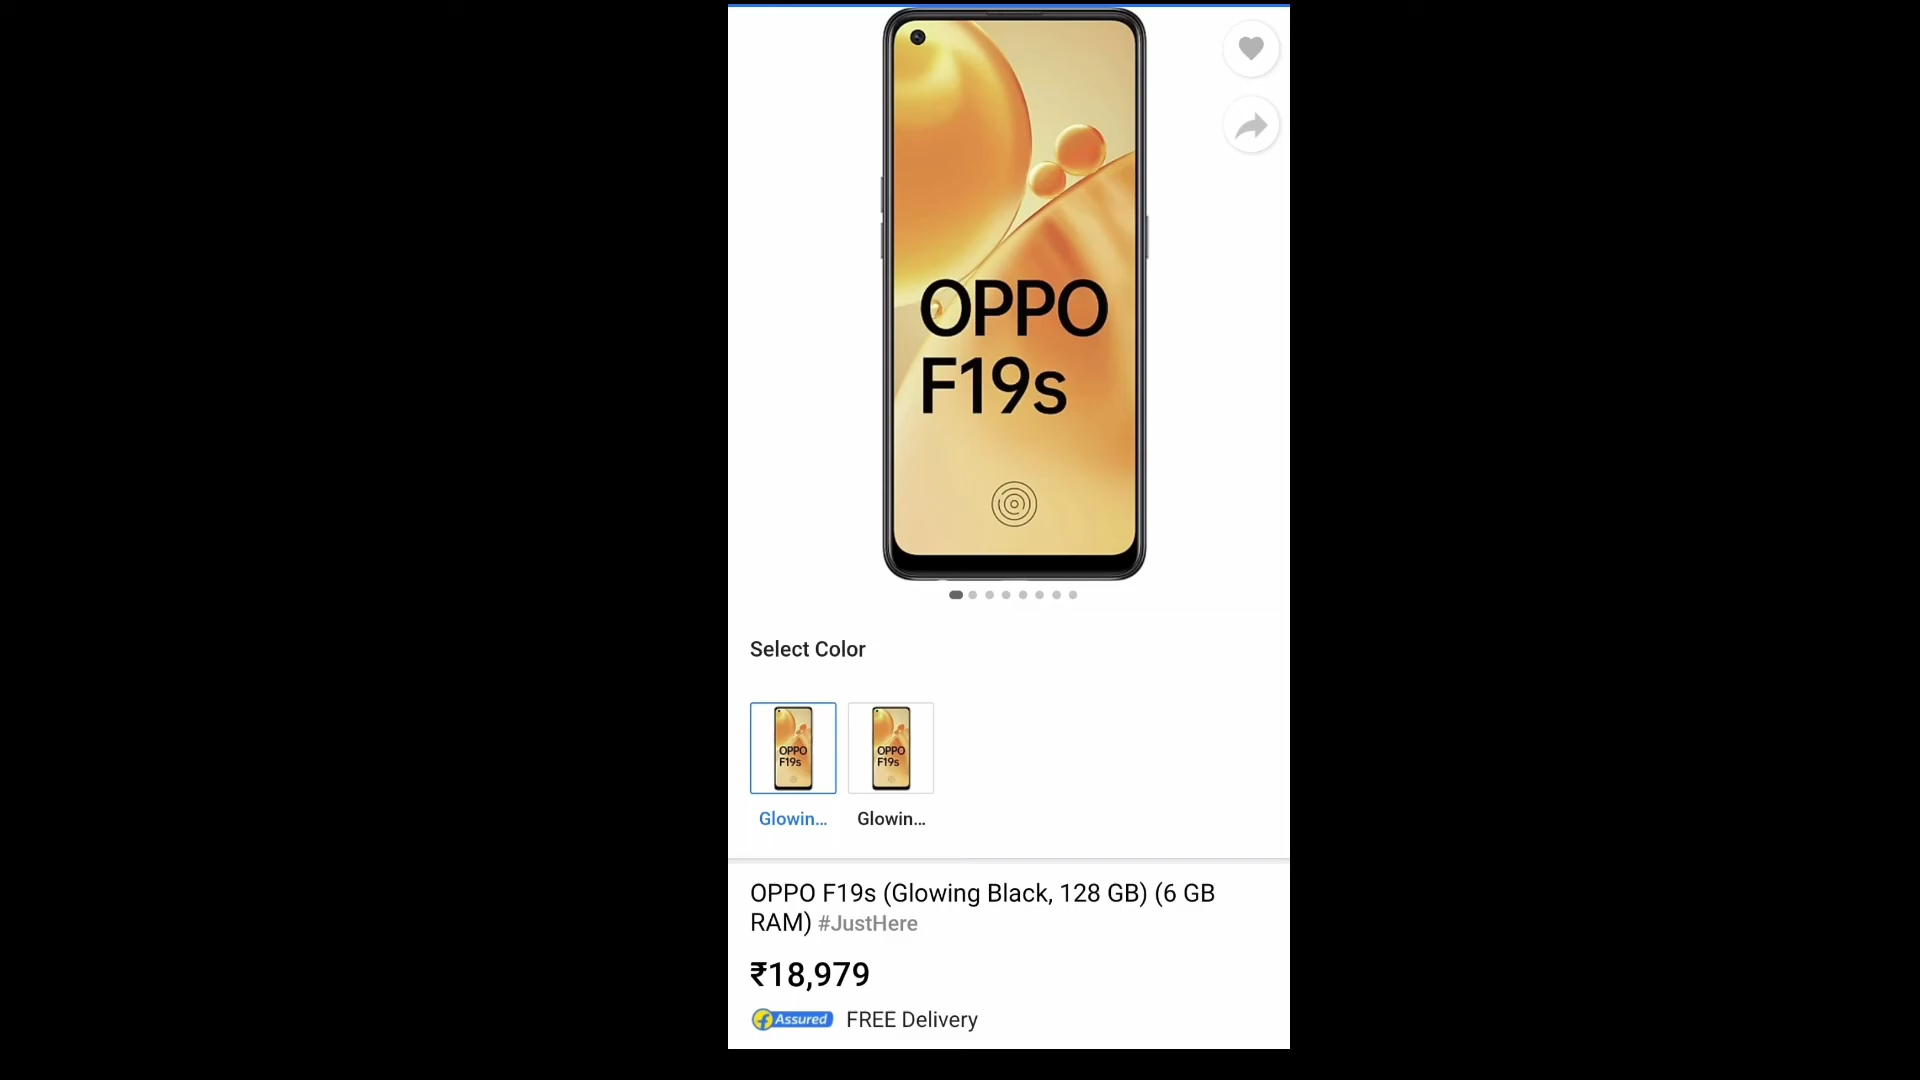 OPPO
F19s
Select Color
OPPO
F19s
OPPO
F19s
Glowin...
Glowin...
OPPO F19s (Glowing Black, 128 GB) (6 GB
RAM) #JustHere
₹18,979
Assured FREE Delivery